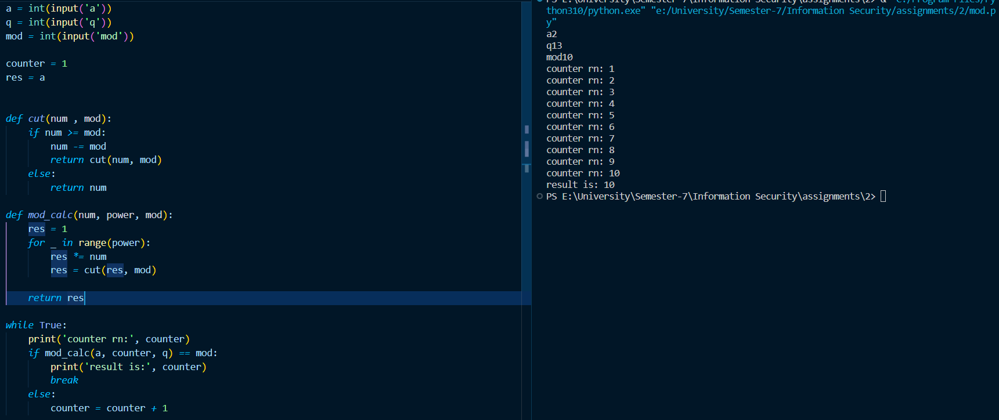 a = int(input('a'))
q = int(input('q'))
mod = int(input('mod'))
counter = 1
res = a
def cut(num , mod):
    if num >= mod:
        num -= mod
        return cut(num, mod)
    else:
        return num
def mod_calc(num, power, mod):
    res = 1
    for _ in range(power):
        res *= num
        res = cut(res, mod)
    return res
while True:
    print('counter rn:', counter)
    if mod_calc(a, counter, q) == mod:
        print('result is:', counter)
        break
    else:
        counter = counter + 1
PS E:\University\Semester-7\Information Security\assignments\2> & "C:/Program Files/Py
thon310/python.exe" "e:/University/Semester-7/Information Security/assignments/2/mod.p
y"
a2
q13
mod10
counter rn: 1
counter rn: 2
counter rn: 3
counter rn: 4
counter rn: 5
counter rn: 6
counter rn: 7
counter rn: 8
counter rn: 9
counter rn: 10
result is: 10
PS E:\University\Semester-7\Information Security\assignments\2>